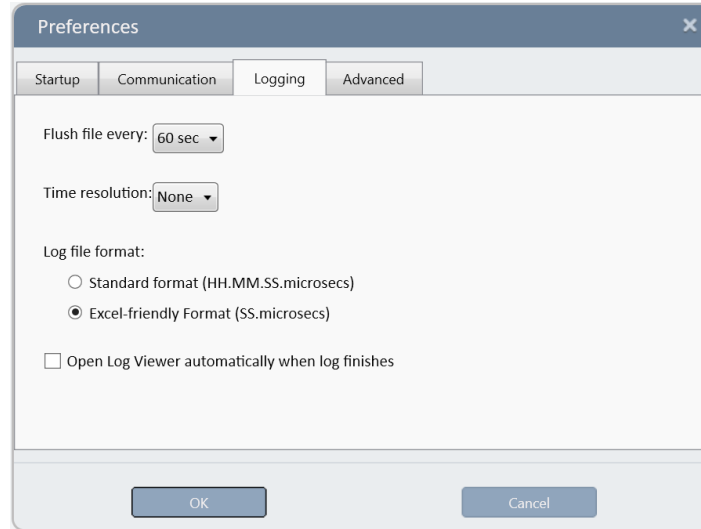 Preferences
Startup Communication Logging Advanced
Flush file every: 60 sec
Time resolution: None
Log file format:
Standard format (HH.MM.SS.microsecs)
Excel-friendly Format (SS.microsecs)
Open Log Viewer automatically when log finishes
OK Cancel